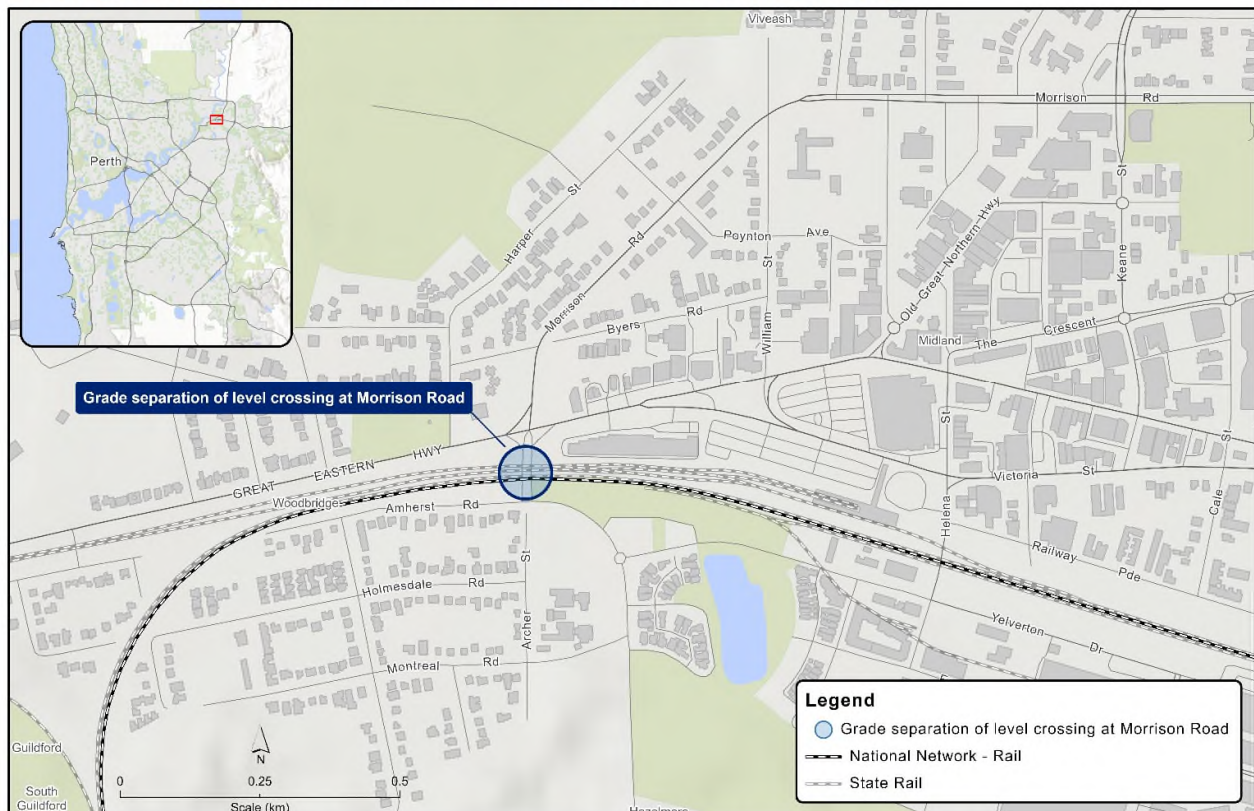 Viveash
Morrison Rd
Perth
Harper St
Morrison Rd
Poynton Ave
William St
Old Great Northern Hwy
Keane St
Byers Rd
Midland
The Crescent
Grade separation of level crossing at Morrison Road
GREAT EASTERN HWY
Woodbridge
Amherst Rd
Victoria St
Helena St
Cale St
Railway Pde
Holmesdale Rd
Archer St
Yelverton Dr
Montreal Rd
Guildford
South
Guildford
N
0 0.25 0.5
Scale (km)
Legend
Grade separation of level crossing at Morrison Road
National Network - Rail
State Rail